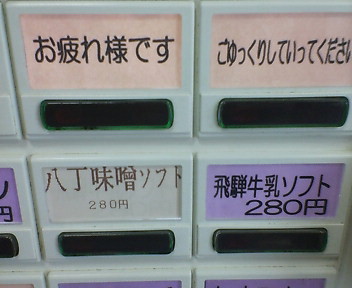 お疲れ様です
ごゆっくりしていってください
八丁味噌ソフト
280円
飛騨牛乳ソフト
280円
円